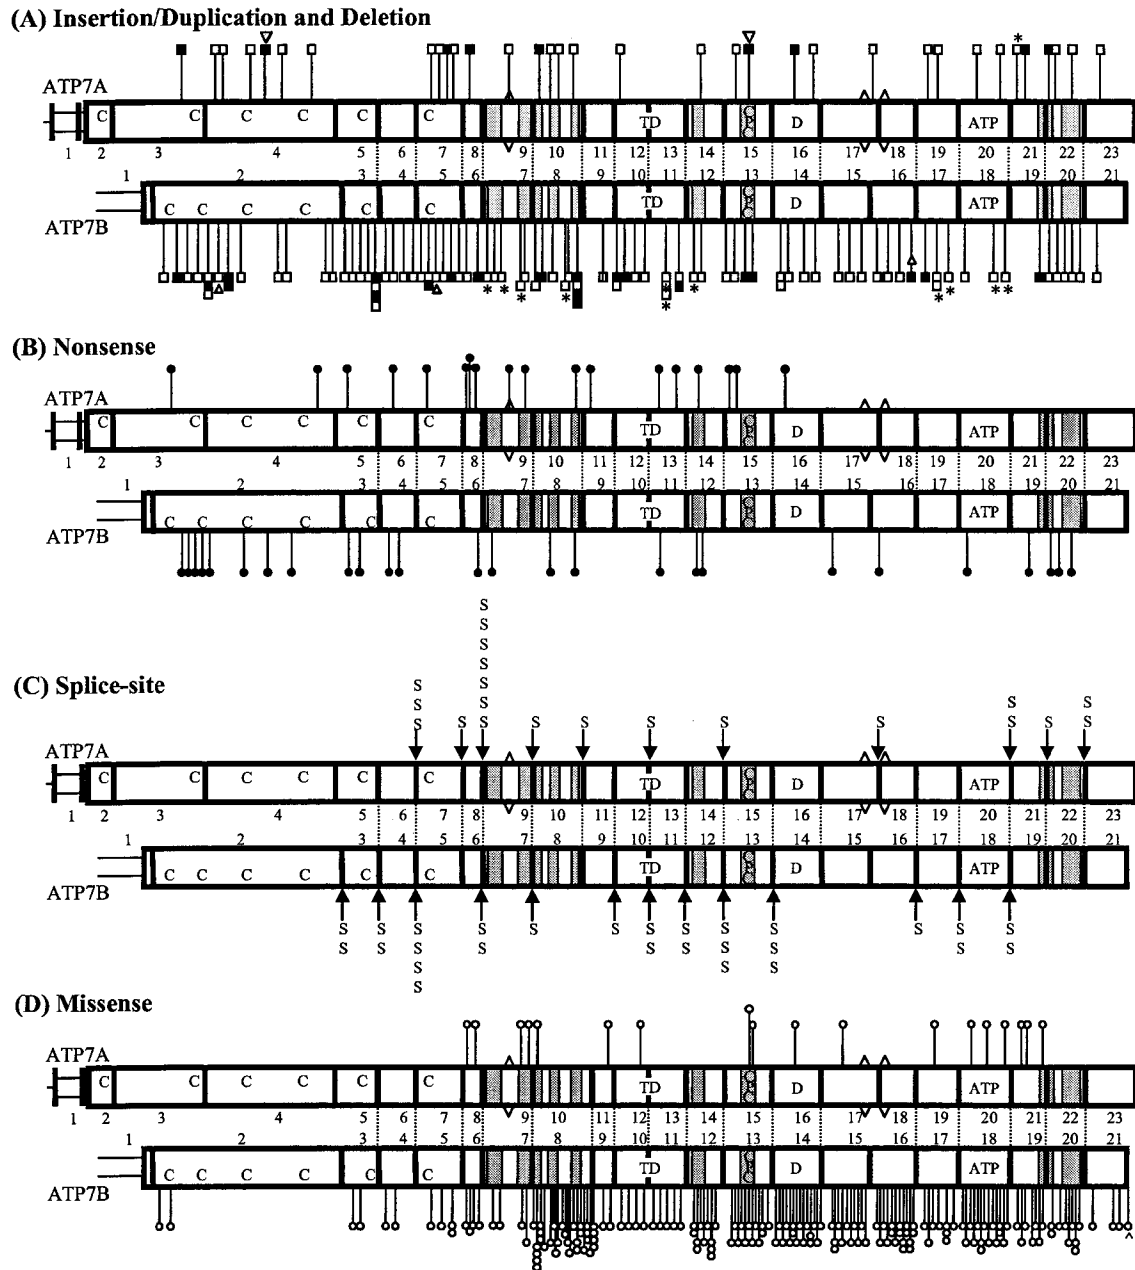 (A) Insertion/Duplication and Deletion
*
ATP7A
C C C C C C TD CPC D ATP
1 2 3 4 5 6 7 8 9 10 11 12 13 14 15 16 17 18 19 20 21 22 23
1 2 3 4 5 6 7 8 9 10 11 12 13 14 15 16 17 18 19 20 21
C C C C C C TD CPC D ATP
ATP7B
* * * * * * * * * * *
(B) Nonsense
ATP7A
C C C C C C TD CPC D ATP
1 2 3 4 5 6 7 8 9 10 11 12 13 14 15 16 17 18 19 20 21 22 23
1 2 3 4 5 6 7 8 9 10 11 12 13 14 15 16 17 18 19 20 21
C C C C C C TD CPC D ATP
ATP7B
S
S
S
S
(C) Splice-site
S S S S
S S S S S
S S S S S S S S S S S S
ATP7A
C C C C C C TD CPC D ATP
1 2 3 4 5 6 7 8 9 10 11 12 13 14 15 16 17 18 19 20 21 22 23
1 2 3 4 5 6 7 8 9 10 11 12 13 14 15 16 17 18 19 20 21
C C C C C C TD CPC D ATP
ATP7B
S S S S S S S S S S S S S
S S S S S S S S S S
S S S
S
(D) Missense
ATP7A
C C C C C C TD CPC D ATP
1 2 3 4 5 6 7 8 9 10 11 12 13 14 15 16 17 18 19 20 21 22 23
1 2 3 4 5 6 7 8 9 10 11 12 13 14 15 16 17 18 19 20 21
C C C C C C TD CPC D ATP
ATP7B